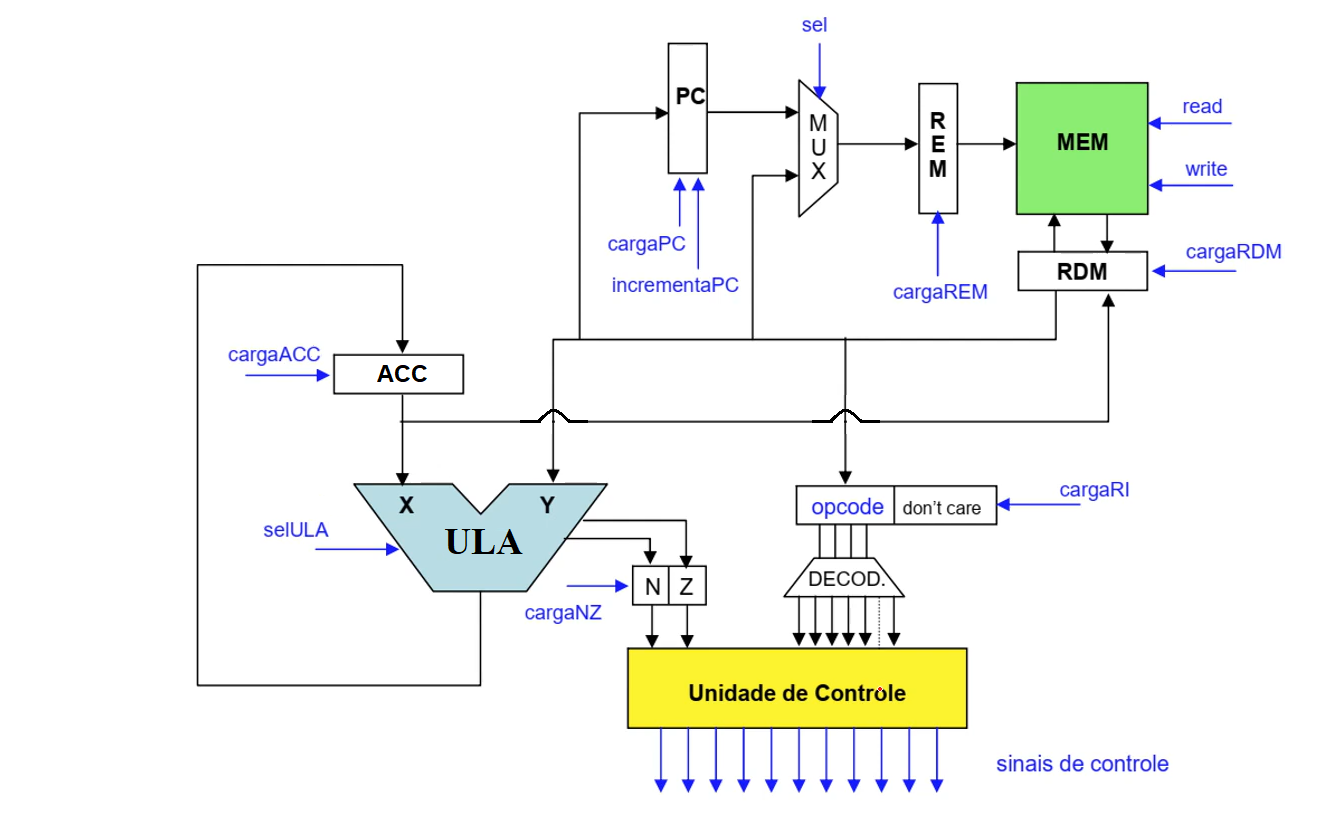 sel
PC
M
U
X
R
E
M
MEM
read
write
cargaPC
incrementaPC
cargaREM
RDM
cargaRDM
cargaACC
ACC
X
Y
ULA
selULA
opcode
don't care
cargaRI
N
Z
cargaNZ
DECOD.
Unidade de Controle
sinais de controle